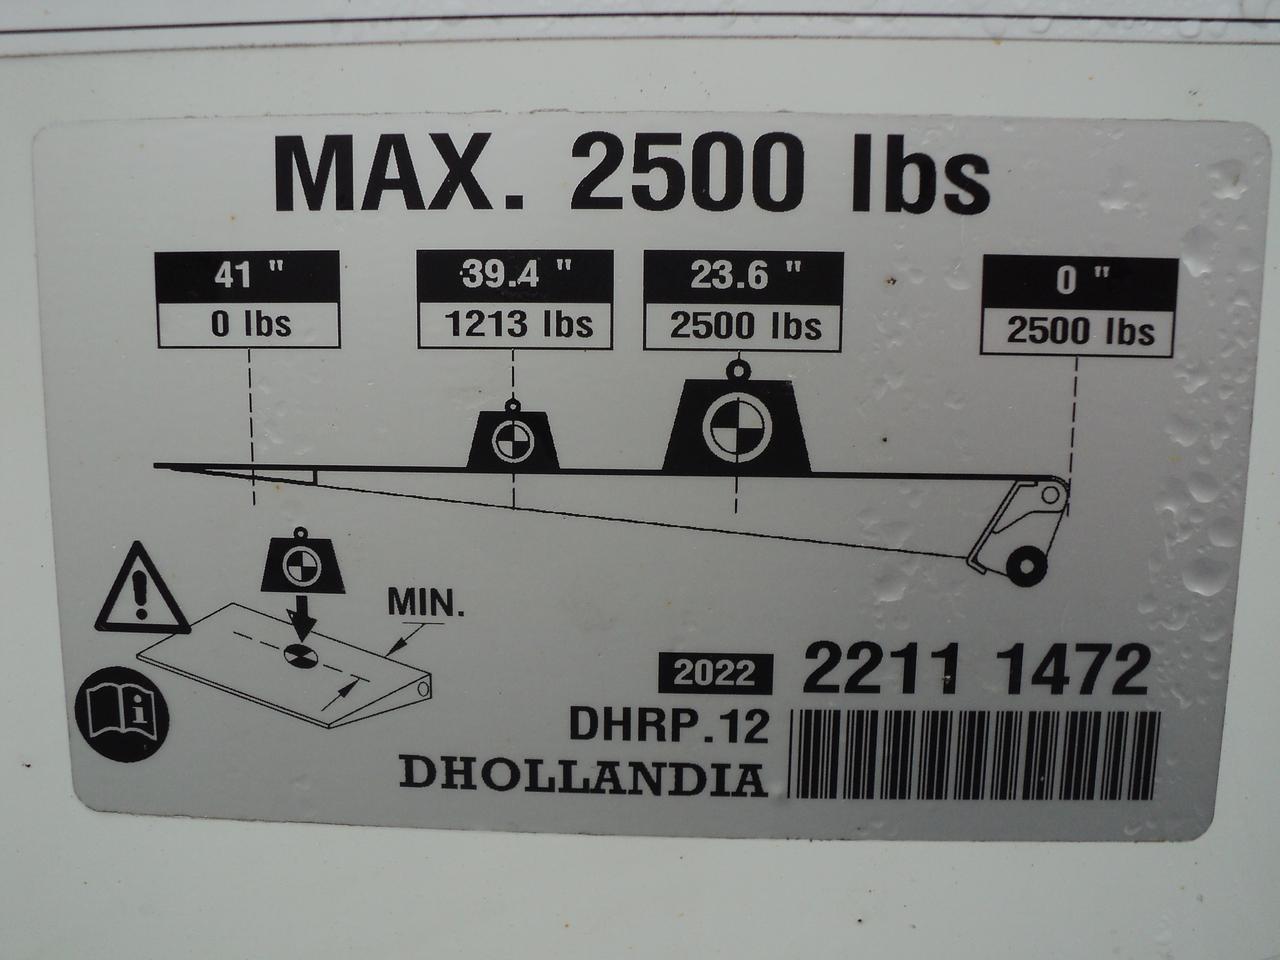 MAX. 2500 lbs
41 " 39.4 " 23.6 " 0 "
0 lbs 1213 lbs 2500 lbs 2500 lbs
MIN.
2022 2211 1472
DHRP.12
DHOLLANDIA